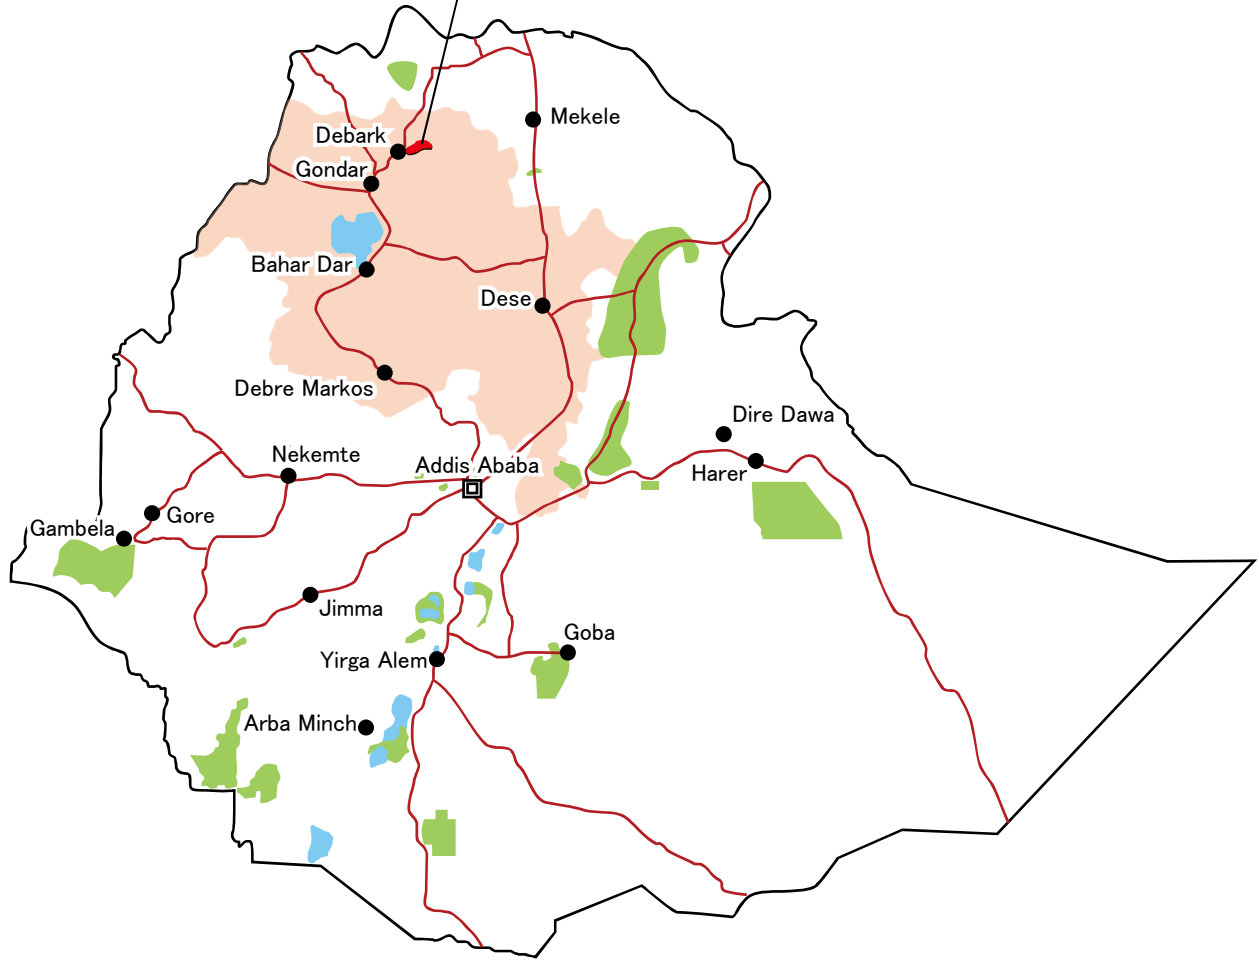 Mekele
Debark
Gondar
Bahar Dar
Dese
Debre Markos
Dire Dawa
Nekemte
Addis Ababa
Harer
Gore
Gambela
Jimma
Goba
Yirga Alem
Arba Minch